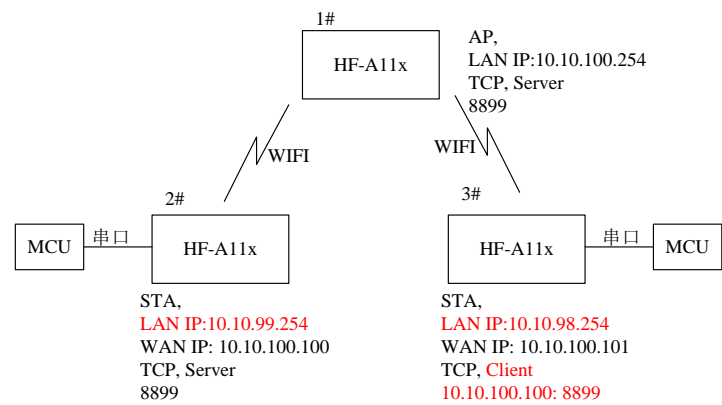 1#
HF-A11x
AP,
LAN IP:10.10.100.254
TCP, Server
8899
WIFI
WIFI
2#
3#
MCU
串口
HF-A11x
HF-A11x
串口
MCU
STA,
LAN IP:10.10.99.254
WAN IP: 10.10.100.100
TCP, Server
8899
STA,
LAN IP:10.10.98.254
WAN IP: 10.10.100.101
TCP, Client
10.10.100.100: 8899